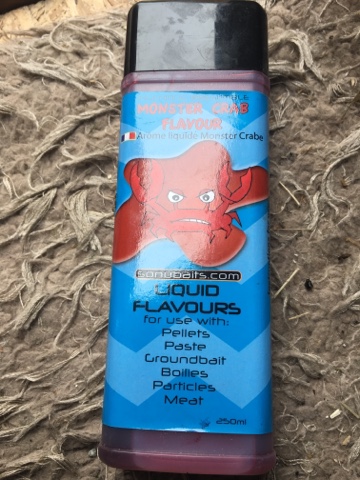 MONSTER CRAB
FLAVOUR
Arôme liquide Monster Crabe
sonubaits.com
LIQUID
FLAVOURS
for use with:
Pellets
Paste
Groundbait
Boilies
Particles
Meat
250ml